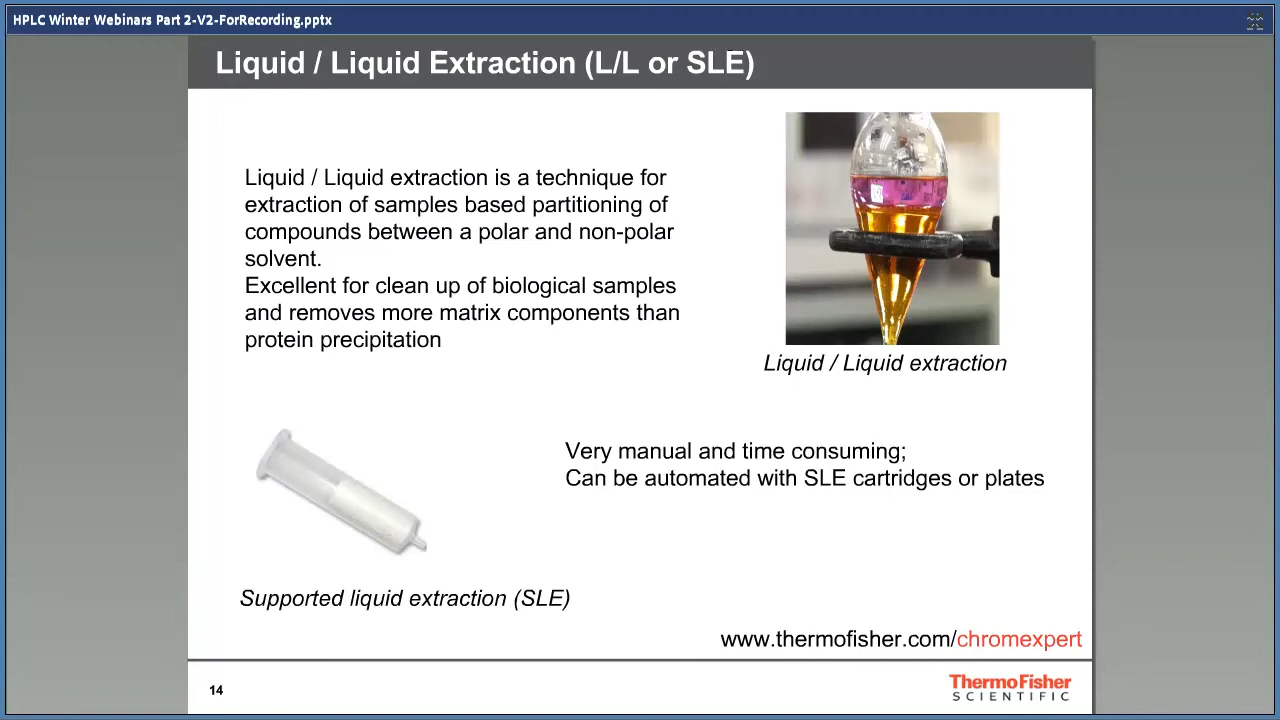 HPLC Winter Webinars Part 2-V2-ForRecording.pptx
Liquid / Liquid Extraction (L/L or SLE)
Liquid / Liquid extraction is a technique for
extraction of samples based partitioning of
compounds between a polar and non-polar
solvent.
Excellent for clean up of biological samples
and removes more matrix components than
protein precipitation
Liquid / Liquid extraction
Very manual and time consuming;
Can be automated with SLE cartridges or plates
Supported liquid extraction (SLE)
www.thermofisher.com/chromexpert
14
ThermoFisher
SCIENTIFIC